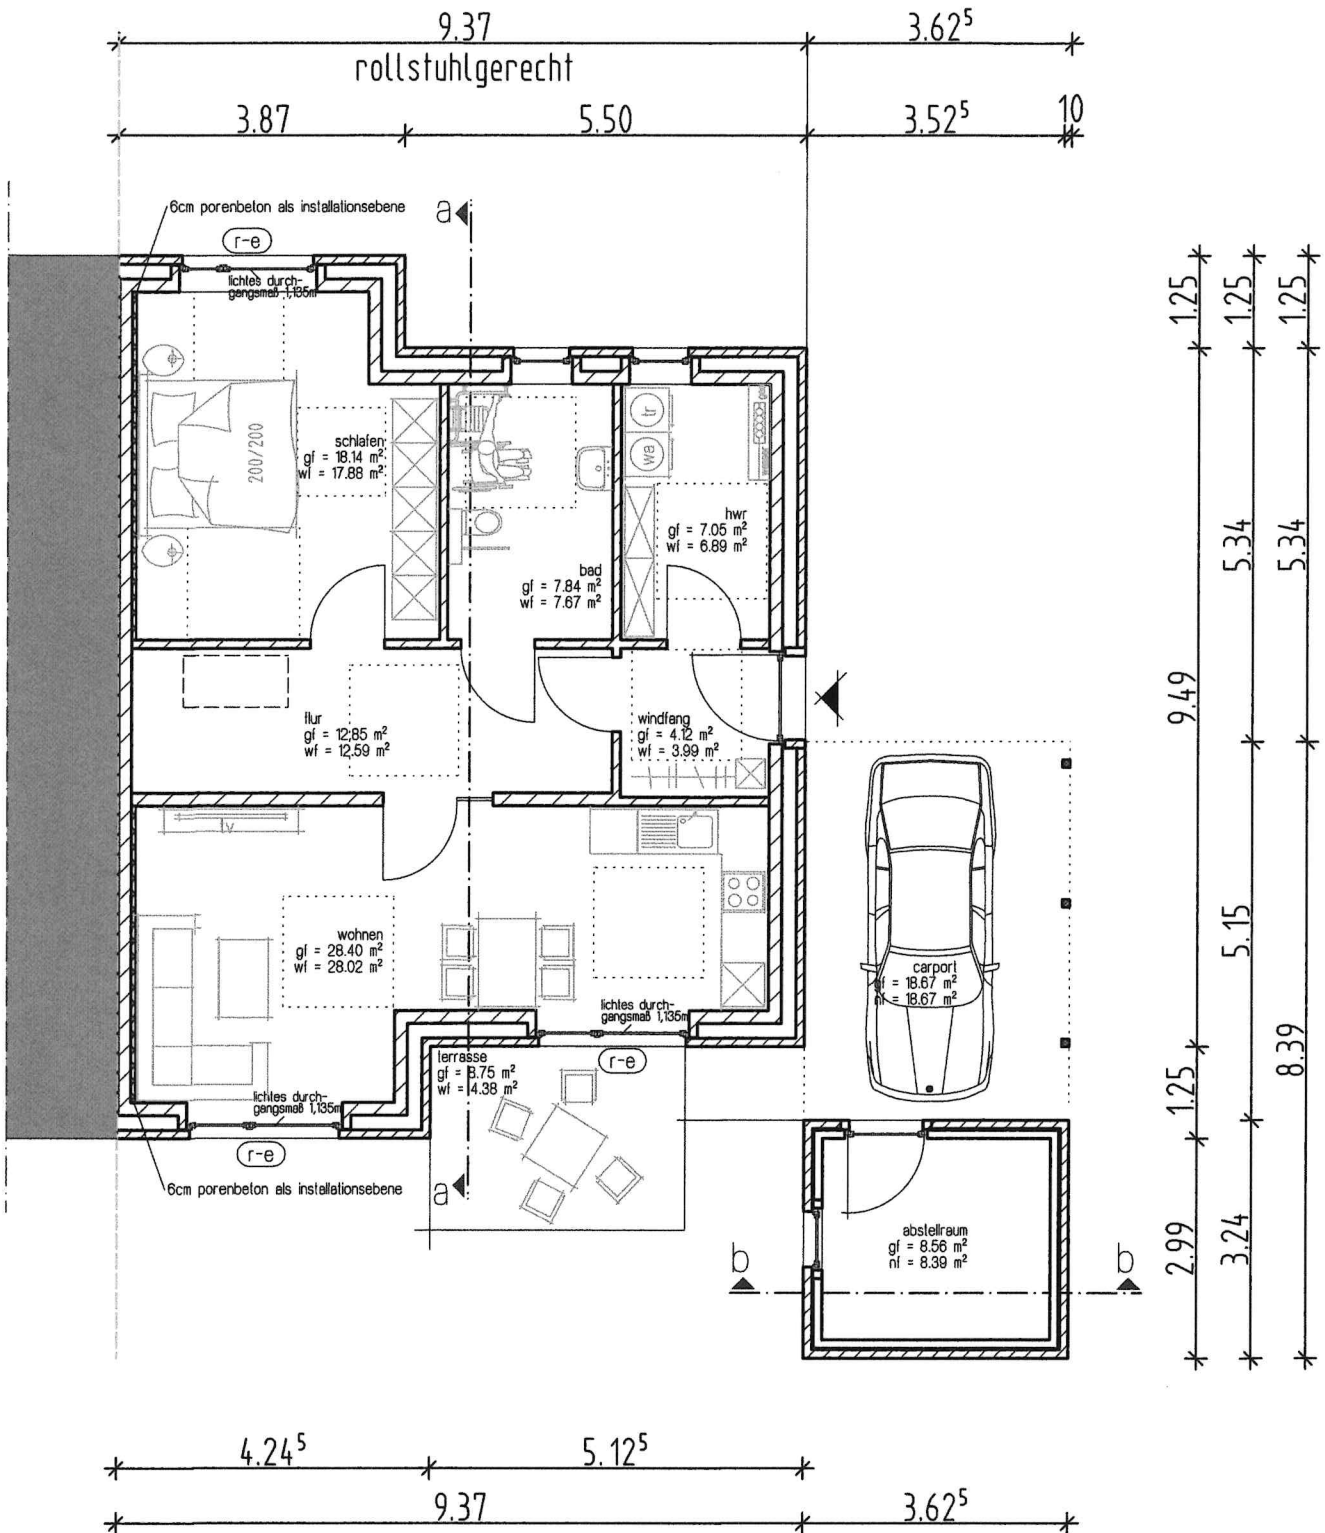 9.37
3.62⁵
rollstuhlgerecht
3.87
5.50
3.52⁵
10
6cm porenbeton als installationsebene
a
r-e
lichtes durch-
gangsmaß 1,135m
1.25
1.25
1.25
200/200
schlafen
gf = 18.14 m²
wf = 17.88 m²
tr
wa
hwr
gf = 7.05 m²
wf = 6.89 m²
bad
gf = 7.84 m²
wf = 7.67 m²
5.34
5.34
9.49
flur
gf = 12.85 m²
wf = 12.59 m²
windfang
gf = 4.12 m²
wf = 3.99 m²
tv
wohnen
gf = 28.40 m²
wf = 28.02 m²
carport
gf = 18.67 m²
nf = 18.67 m²
5.15
8.39
lichtes durch-
gangsmaß 1,135m
r-e
terrasse
gf = 8.75 m²
wf = 4.38 m²
1.25
lichtes durch-
gangsmaß 1,135m
r-e
6cm porenbeton als installationsebene
a
abstellraum
gf = 8.56 m²
nf = 8.39 m²
b
b
2.99
3.24
4.24⁵
5.12⁵
9.37
3.62⁵